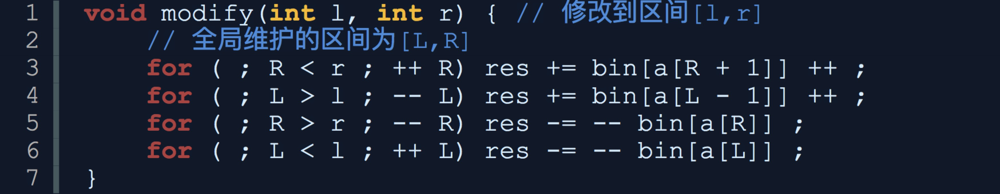 1 void modify(int l, int r) { // 修改到区间[l,r]
2     // 全局维护的区间为[L,R]
3     for ( ; R < r ; ++ R) res += bin[a[R + 1]] ++ ;
4     for ( ; L > l ; -- L) res += bin[a[L - 1]] ++ ;
5     for ( ; R > r ; -- R) res -= -- bin[a[R]] ;
6     for ( ; L < l ; ++ L) res -= -- bin[a[L]] ;
7 }